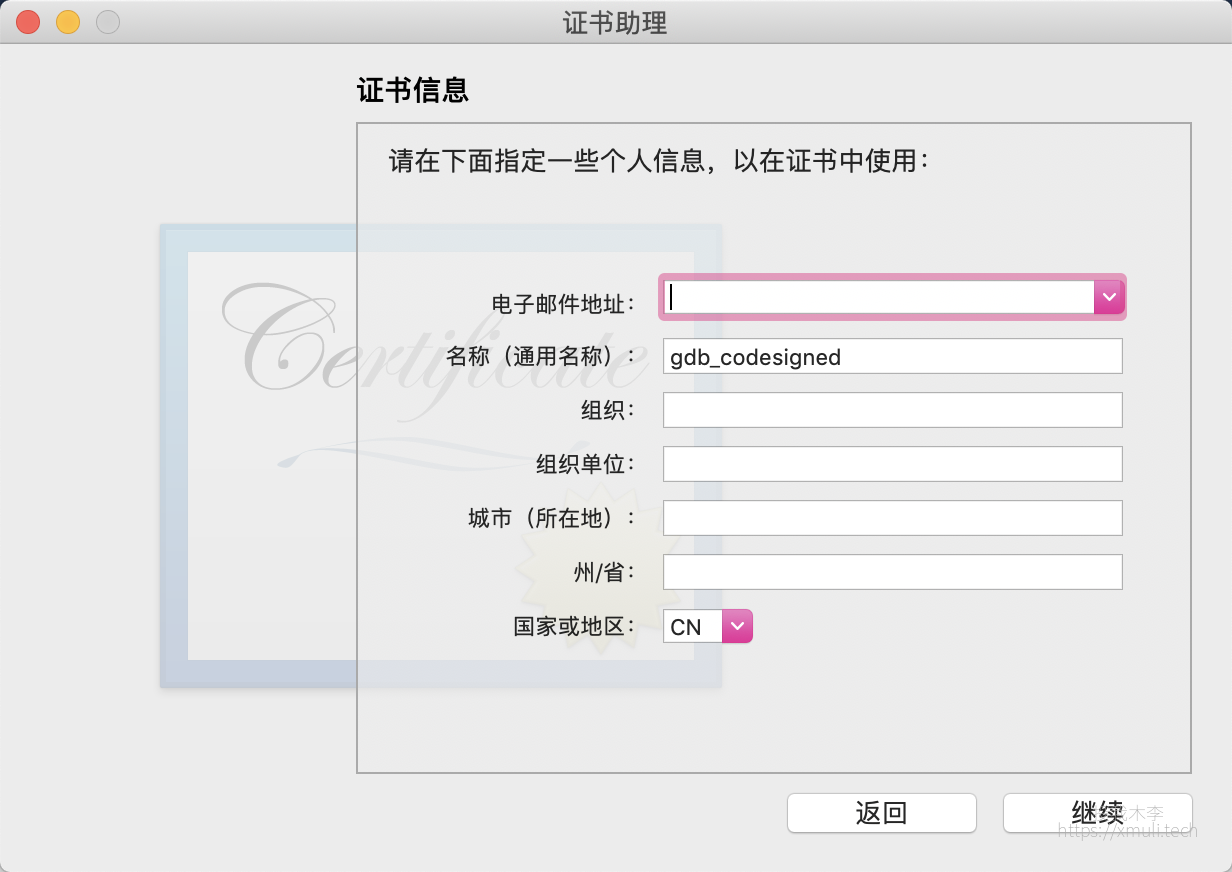 证书助理
证书信息
请在下面指定一些个人信息，以在证书中使用：
Certificate
电子邮件地址：
名称（通用名称）： gdb_codesigned
组织：
组织单位：
城市（所在地）：
州/省：
国家或地区： CN
返回 继续
木李
https://xmuli.tech